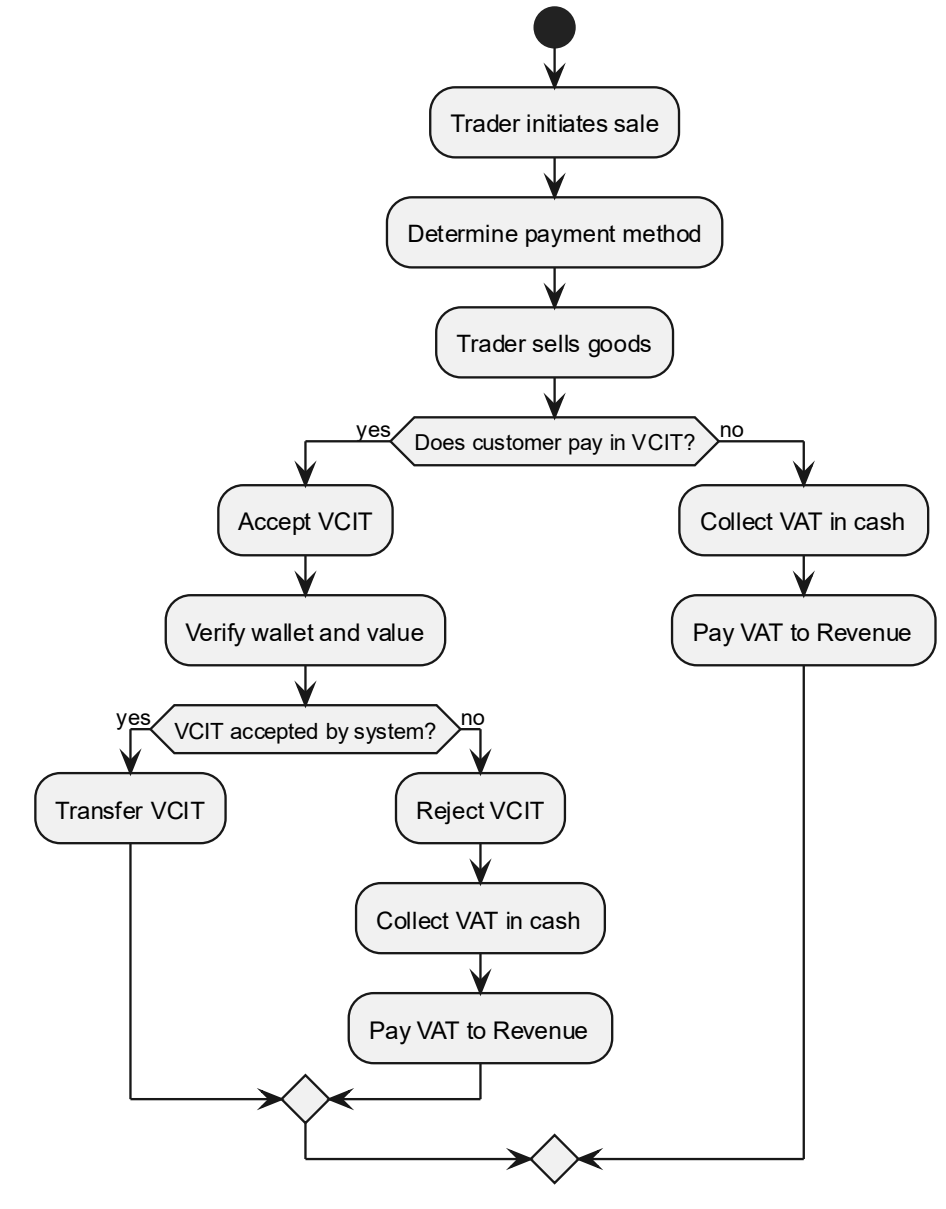 Trader initiates sale
Determine payment method
Trader sells goods
yes
Does customer pay in VCIT?
no
Accept VCIT
Collect VAT in cash
Verify wallet and value
Pay VAT to Revenue
yes
VCIT accepted by system?
no
Transfer VCIT
Reject VCIT
Collect VAT in cash
Pay VAT to Revenue